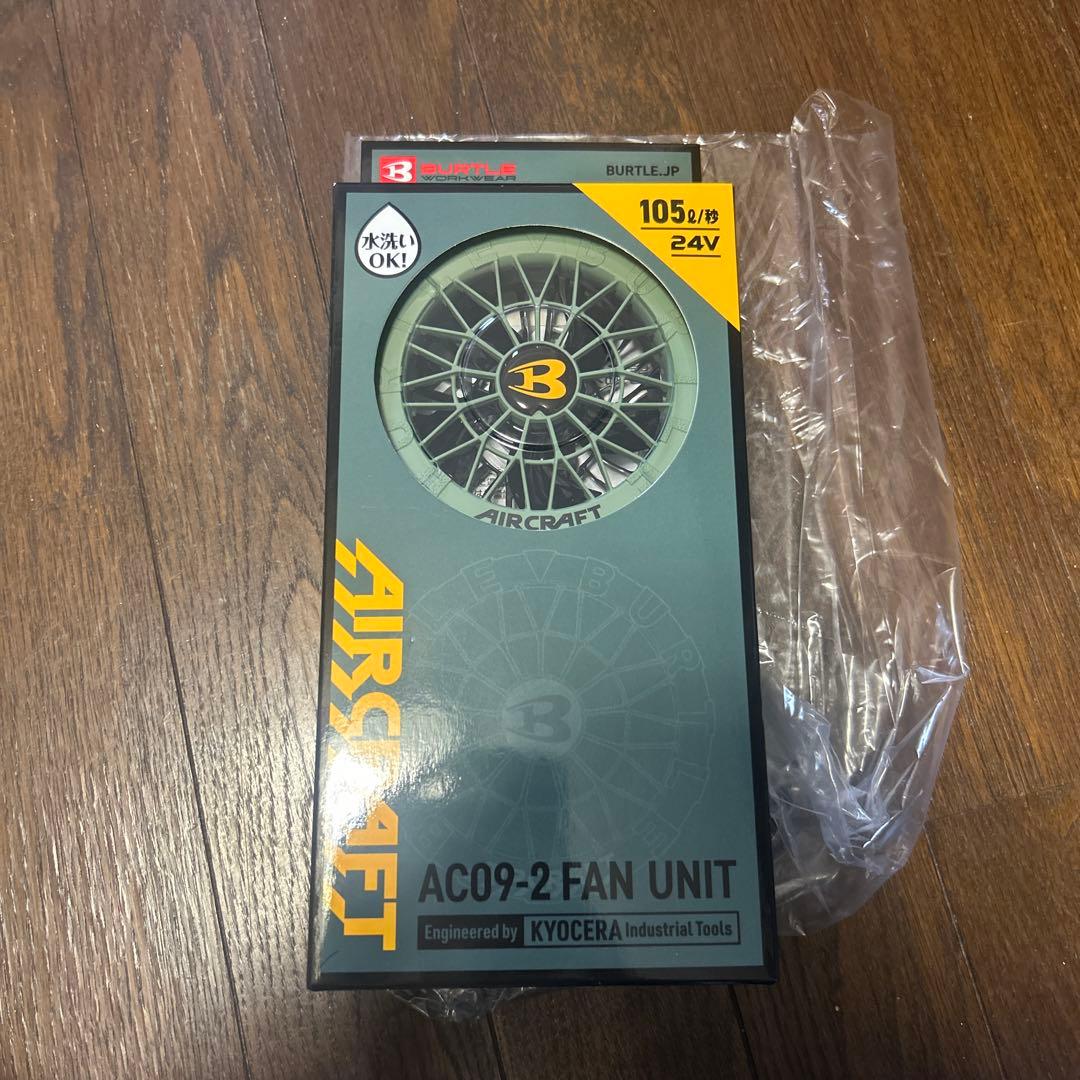 BURTLE
WORKWEAR
BURTLE.JP
水洗い
OK!
105ℓ/秒
24V
B
AIRCRAFT
AIRCRAFT
B
AC09-2 FAN UNIT
Engineered by KYOCERA Industrial Tools